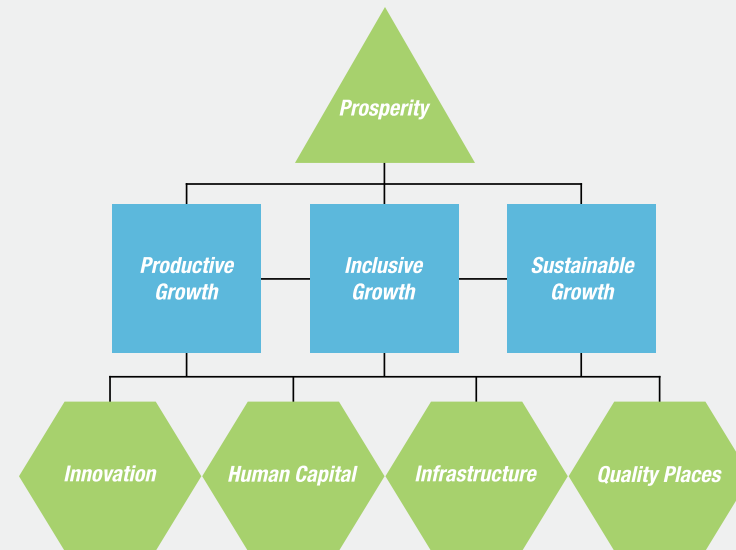 Prosperity
Productive
Growth
Inclusive
Growth
Sustainable
Growth
Innovation
Human Capital
Infrastructure
Quality Places